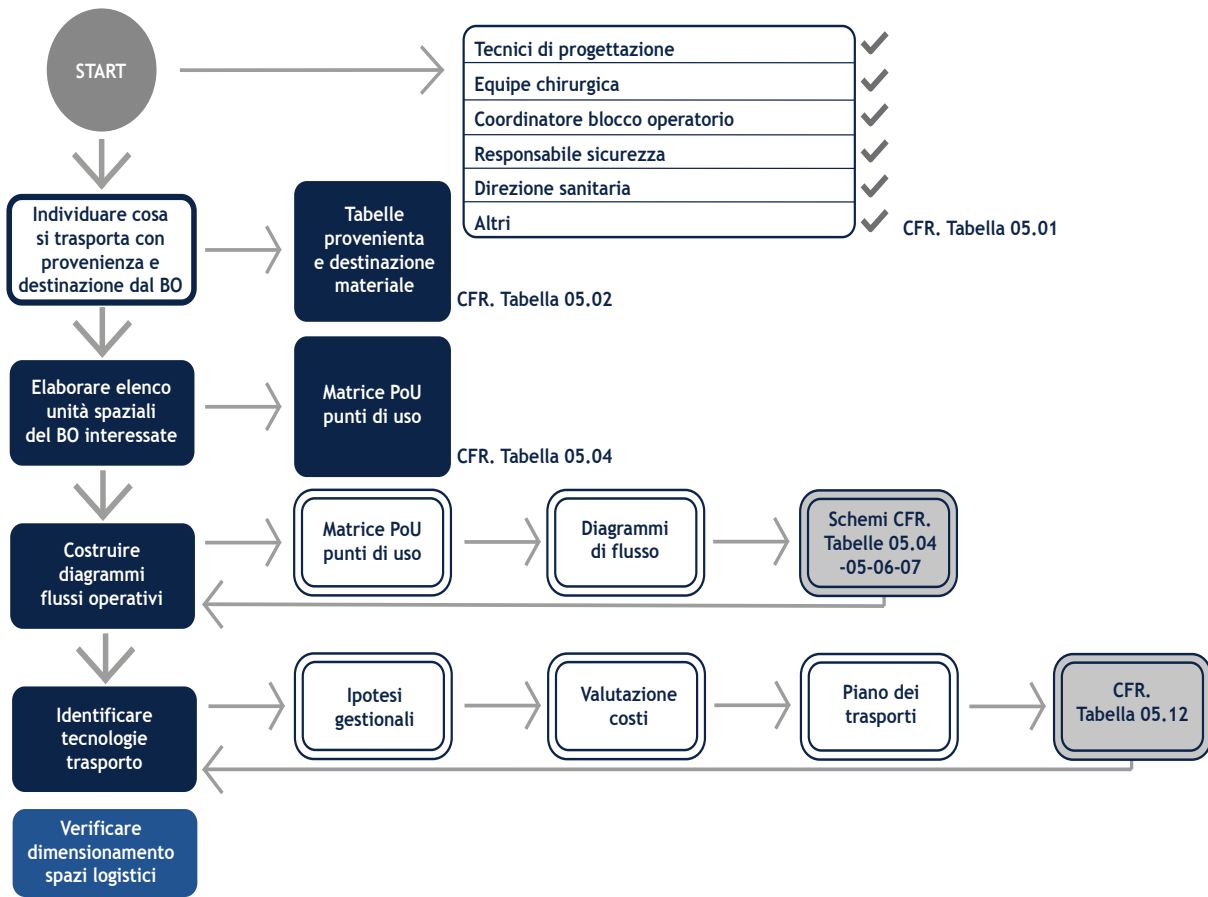 START
Tecnici di progettazione
Equipe chirurgica
Coordinatore blocco operatorio
Responsabile sicurezza
Direzione sanitaria
Altri
CFR. Tabella 05.01
Individuare cosa
si trasporta con
provenienza e
destinazione dal BO
Tabelle
provenienta
e destinazione
materiale
CFR. Tabella 05.02
Elaborare elenco
unità spaziali
del BO interessate
Matrice PoU
punti di uso
CFR. Tabella 05.04
Costruire
diagrammi
flussi operativi
Matrice PoU
punti di uso
Diagrammi
di flusso
Schemi CFR.
Tabelle 05.04
-05-06-07
Identificare
tecnologie
trasporto
Ipotesi
gestionali
Valutazione
costi
Piano dei
trasporti
CFR.
Tabella 05.12
Verificare
dimensionamento
spazi logistici